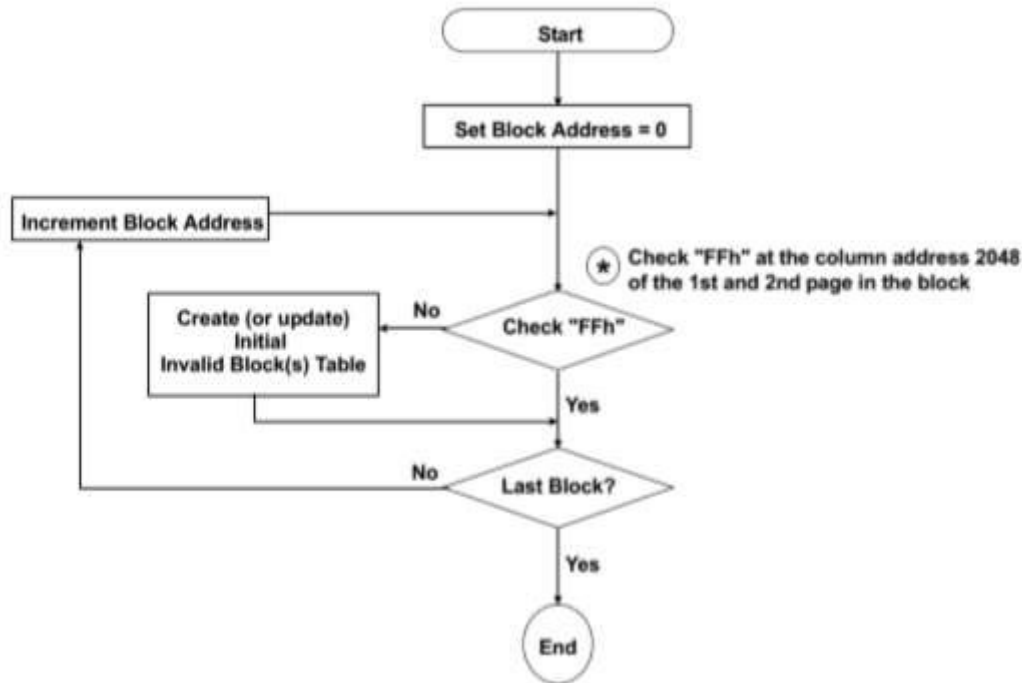 Start
Set Block Address = 0
Increment Block Address
* Check "FFh" at the column address 2048
of the 1st and 2nd page in the block
No
Check "FFh"
Create (or update)
Initial
Invalid Block(s) Table
Yes
No
Last Block?
Yes
End